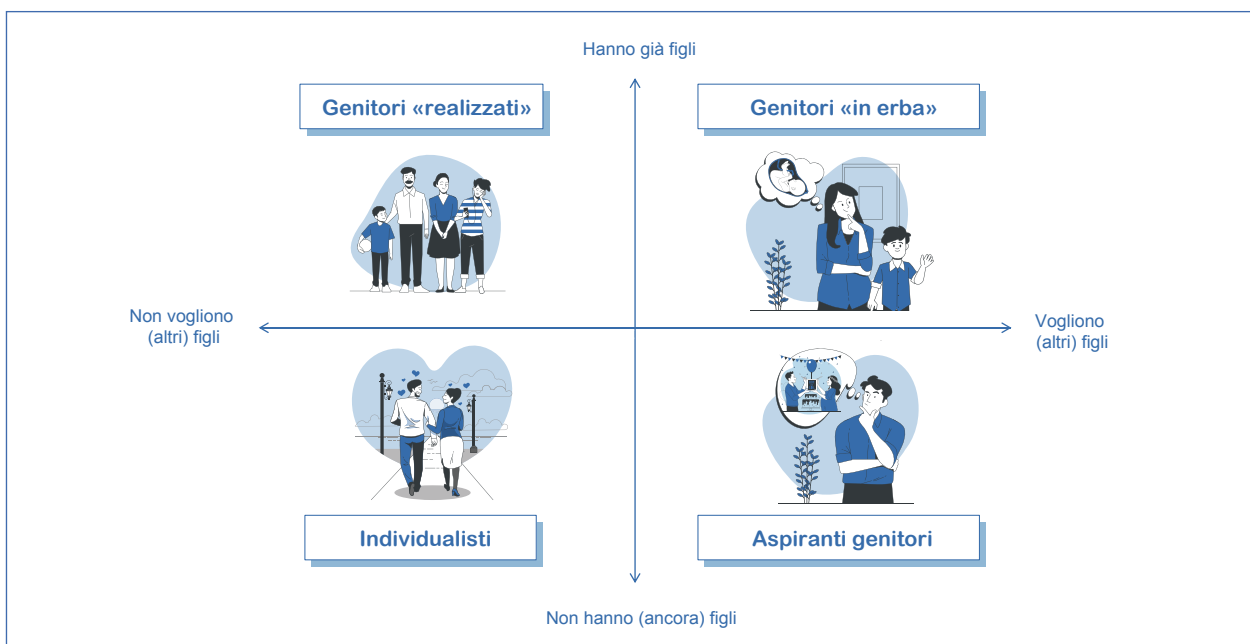 Hanno già figli
Genitori «realizzati»
Genitori «in erba»
Non vogliono
(altri) figli
Vogliono
(altri) figli
Individualisti
Aspiranti genitori
Non hanno (ancora) figli